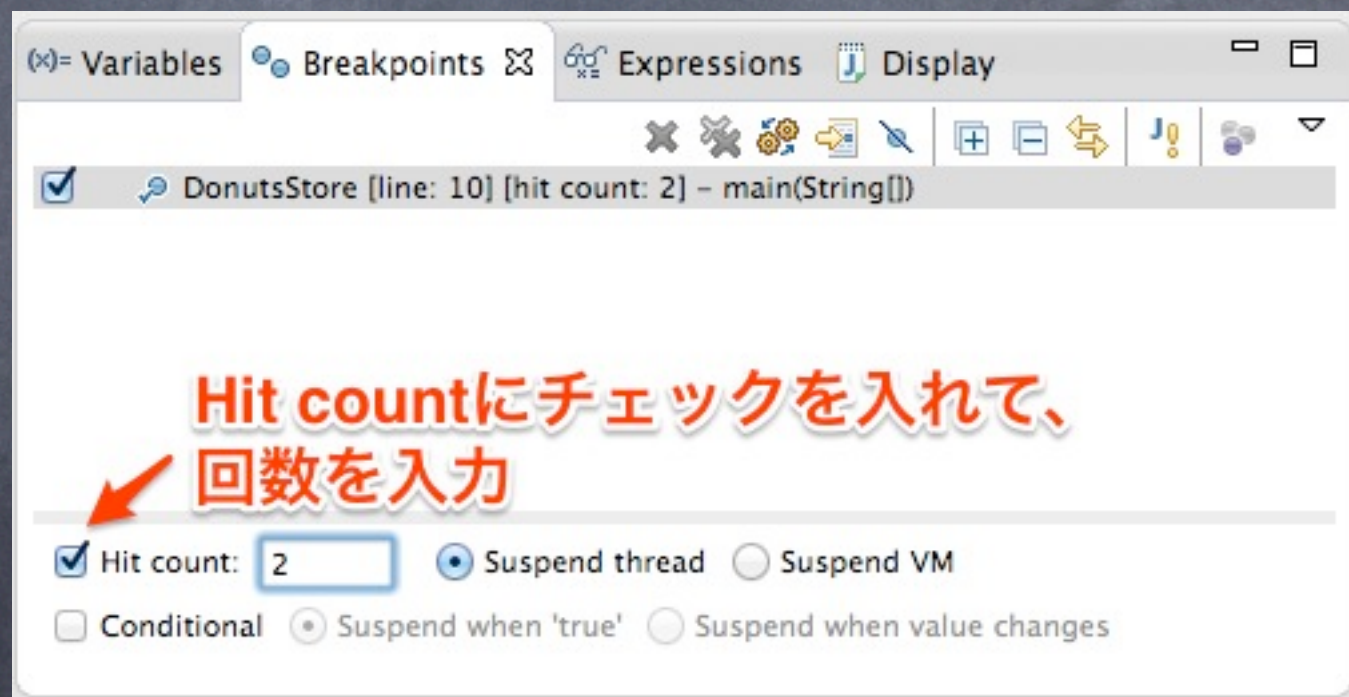 (x)= Variables Breakpoints Expressions Display
DonutsStore [line: 10] [hit count: 2] – main(String[])
Hit countにチェックを入れて、
回数を入力
Hit count: 2 Suspend thread Suspend VM
Conditional Suspend when 'true' Suspend when value changes